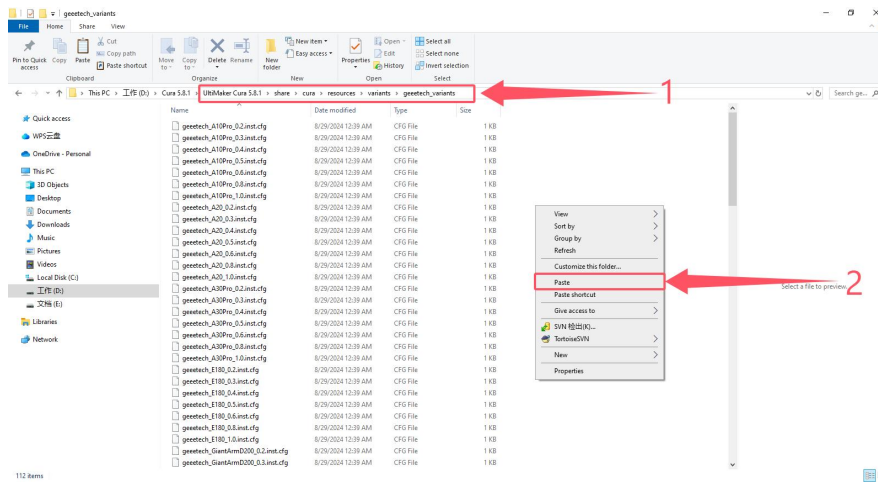 geeetech_variants
File Home Share View
Pin to Quick access
Copy
Paste
Cut
Copy path
Paste shortcut
Clipboard
Move to
Copy to
Delete
Rename
Organize
New folder
New item
Easy access
New
Properties
Open
Edit
History
Open
Select all
Select none
Invert selection
Select
This PC › 工作 (D:) › Cura 5.8.1 › UltiMaker Cura 5.8.1 › share › cura › resources › variants › geeetech_variants
1
Search ge...
Quick access
WPS云盘
OneDrive - Personal
This PC
3D Objects
Desktop
Documents
Downloads
Music
Pictures
Videos
Local Disk (C:)
工作 (D:)
文档 (E:)
Libraries
Network
Name Date modified Type Size
geeetech_A10Pro_0.2.inst.cfg 8/29/2024 12:39 AM CFG File 1 KB
geeetech_A10Pro_0.3.inst.cfg 8/29/2024 12:39 AM CFG File 1 KB
geeetech_A10Pro_0.4.inst.cfg 8/29/2024 12:39 AM CFG File 1 KB
geeetech_A10Pro_0.5.inst.cfg 8/29/2024 12:39 AM CFG File 1 KB
geeetech_A10Pro_0.6.inst.cfg 8/29/2024 12:39 AM CFG File 1 KB
geeetech_A10Pro_0.8.inst.cfg 8/29/2024 12:39 AM CFG File 1 KB
geeetech_A10Pro_1.0.inst.cfg 8/29/2024 12:39 AM CFG File 1 KB
geeetech_A20_0.2.inst.cfg 8/29/2024 12:39 AM CFG File 1 KB
geeetech_A20_0.3.inst.cfg 8/29/2024 12:39 AM CFG File 1 KB
geeetech_A20_0.4.inst.cfg 8/29/2024 12:39 AM CFG File 1 KB
geeetech_A20_0.5.inst.cfg 8/29/2024 12:39 AM CFG File 1 KB
geeetech_A20_0.6.inst.cfg 8/29/2024 12:39 AM CFG File 1 KB
geeetech_A20_0.8.inst.cfg 8/29/2024 12:39 AM CFG File 1 KB
geeetech_A20_1.0.inst.cfg 8/29/2024 12:39 AM CFG File 1 KB
geeetech_A30Pro_0.2.inst.cfg 8/29/2024 12:39 AM CFG File 1 KB
geeetech_A30Pro_0.3.inst.cfg 8/29/2024 12:39 AM CFG File 1 KB
geeetech_A30Pro_0.4.inst.cfg 8/29/2024 12:39 AM CFG File 1 KB
geeetech_A30Pro_0.5.inst.cfg 8/29/2024 12:39 AM CFG File 1 KB
geeetech_A30Pro_0.6.inst.cfg 8/29/2024 12:39 AM CFG File 1 KB
geeetech_A30Pro_0.8.inst.cfg 8/29/2024 12:39 AM CFG File 1 KB
geeetech_A30Pro_1.0.inst.cfg 8/29/2024 12:39 AM CFG File 1 KB
geeetech_E180_0.2.inst.cfg 8/29/2024 12:39 AM CFG File 1 KB
geeetech_E180_0.3.inst.cfg 8/29/2024 12:39 AM CFG File 1 KB
geeetech_E180_0.4.inst.cfg 8/29/2024 12:39 AM CFG File 1 KB
geeetech_E180_0.5.inst.cfg 8/29/2024 12:39 AM CFG File 1 KB
geeetech_E180_0.6.inst.cfg 8/29/2024 12:39 AM CFG File 1 KB
geeetech_E180_0.8.inst.cfg 8/29/2024 12:39 AM CFG File 1 KB
geeetech_E180_1.0.inst.cfg 8/29/2024 12:39 AM CFG File 1 KB
geeetech_GiantArmD200_0.2.inst.cfg 8/29/2024 12:39 AM CFG File 1 KB
geeetech_GiantArmD200_0.3.inst.cfg 8/29/2024 12:39 AM CFG File 1 KB
View
Sort by
Group by
Refresh
Customize this folder...
Paste
Paste shortcut
Give access to
SVN 检出(K)...
TortoiseSVN
New
Properties
2
Select a file to preview.
112 items